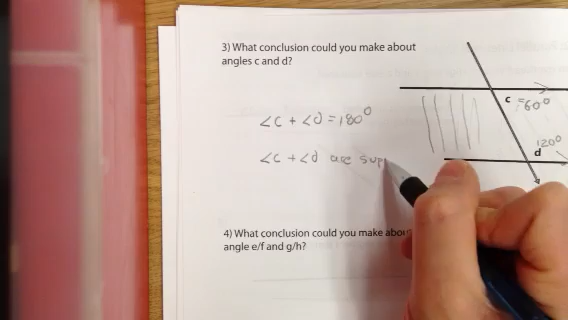 3) What conclusion could you make about
angles c and d?
c = 60°
∠c + ∠d = 180°
120°
d
∠c + ∠d are sup
4) What conclusion could you make about
angle e/f and g/h?